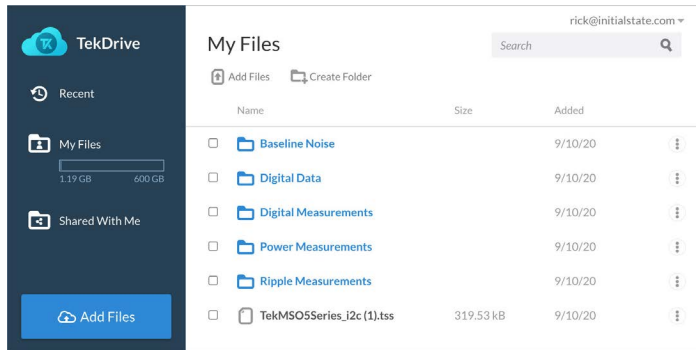 rick@initialstate.com
TK TekDrive
My Files
Search
Add Files Create Folder
Recent
Name Size Added
My Files
1.19 GB 600 GB
Shared With Me
Add Files
Baseline Noise 9/10/20
Digital Data 9/10/20
Digital Measurements 9/10/20
Power Measurements 9/10/20
Ripple Measurements 9/10/20
TekMSO5Series_i2c (1).tss 319.53 kB 9/10/20